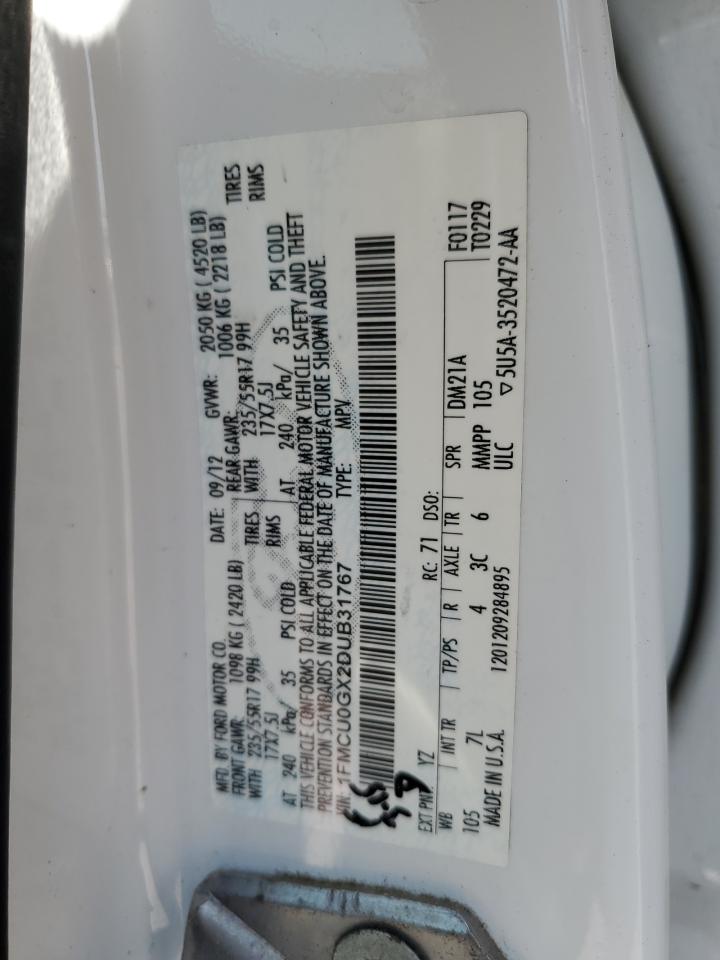 MFD. BY FORD MOTOR CO.
DATE: 09/12 GVWR: 2050 KG ( 4520 LB)
FRONT GAWR: 1098 KG ( 2420 LB) REAR GAWR: 1006 KG ( 2218 LB)
WITH 235/55R17 99H TIRES WITH 235/55R17 99H TIRES
17X7.5J RIMS 17X7.5J RIMS
AT 240 kPa/ 35 PSI COLD AT 240 kPa/ 35 PSI COLD
THIS VEHICLE CONFORMS TO ALL APPLICABLE FEDERAL MOTOR VEHICLE SAFETY AND THEFT
PREVENTION STANDARDS IN EFFECT ON THE DATE OF MANUFACTURE SHOWN ABOVE.
VIN: 1FMCU0GX2DUB31767 TYPE: MPV
EXT PNT: YZ RC: 71 DSO: F0117
WB INT TR TP/PS R AXLE TR SPR DM21A T0229
105 7L 4 3C 6 MMPP 105
MADE IN U.S.A. 1201209284895 ULC ▽5U5A-3520472-AA